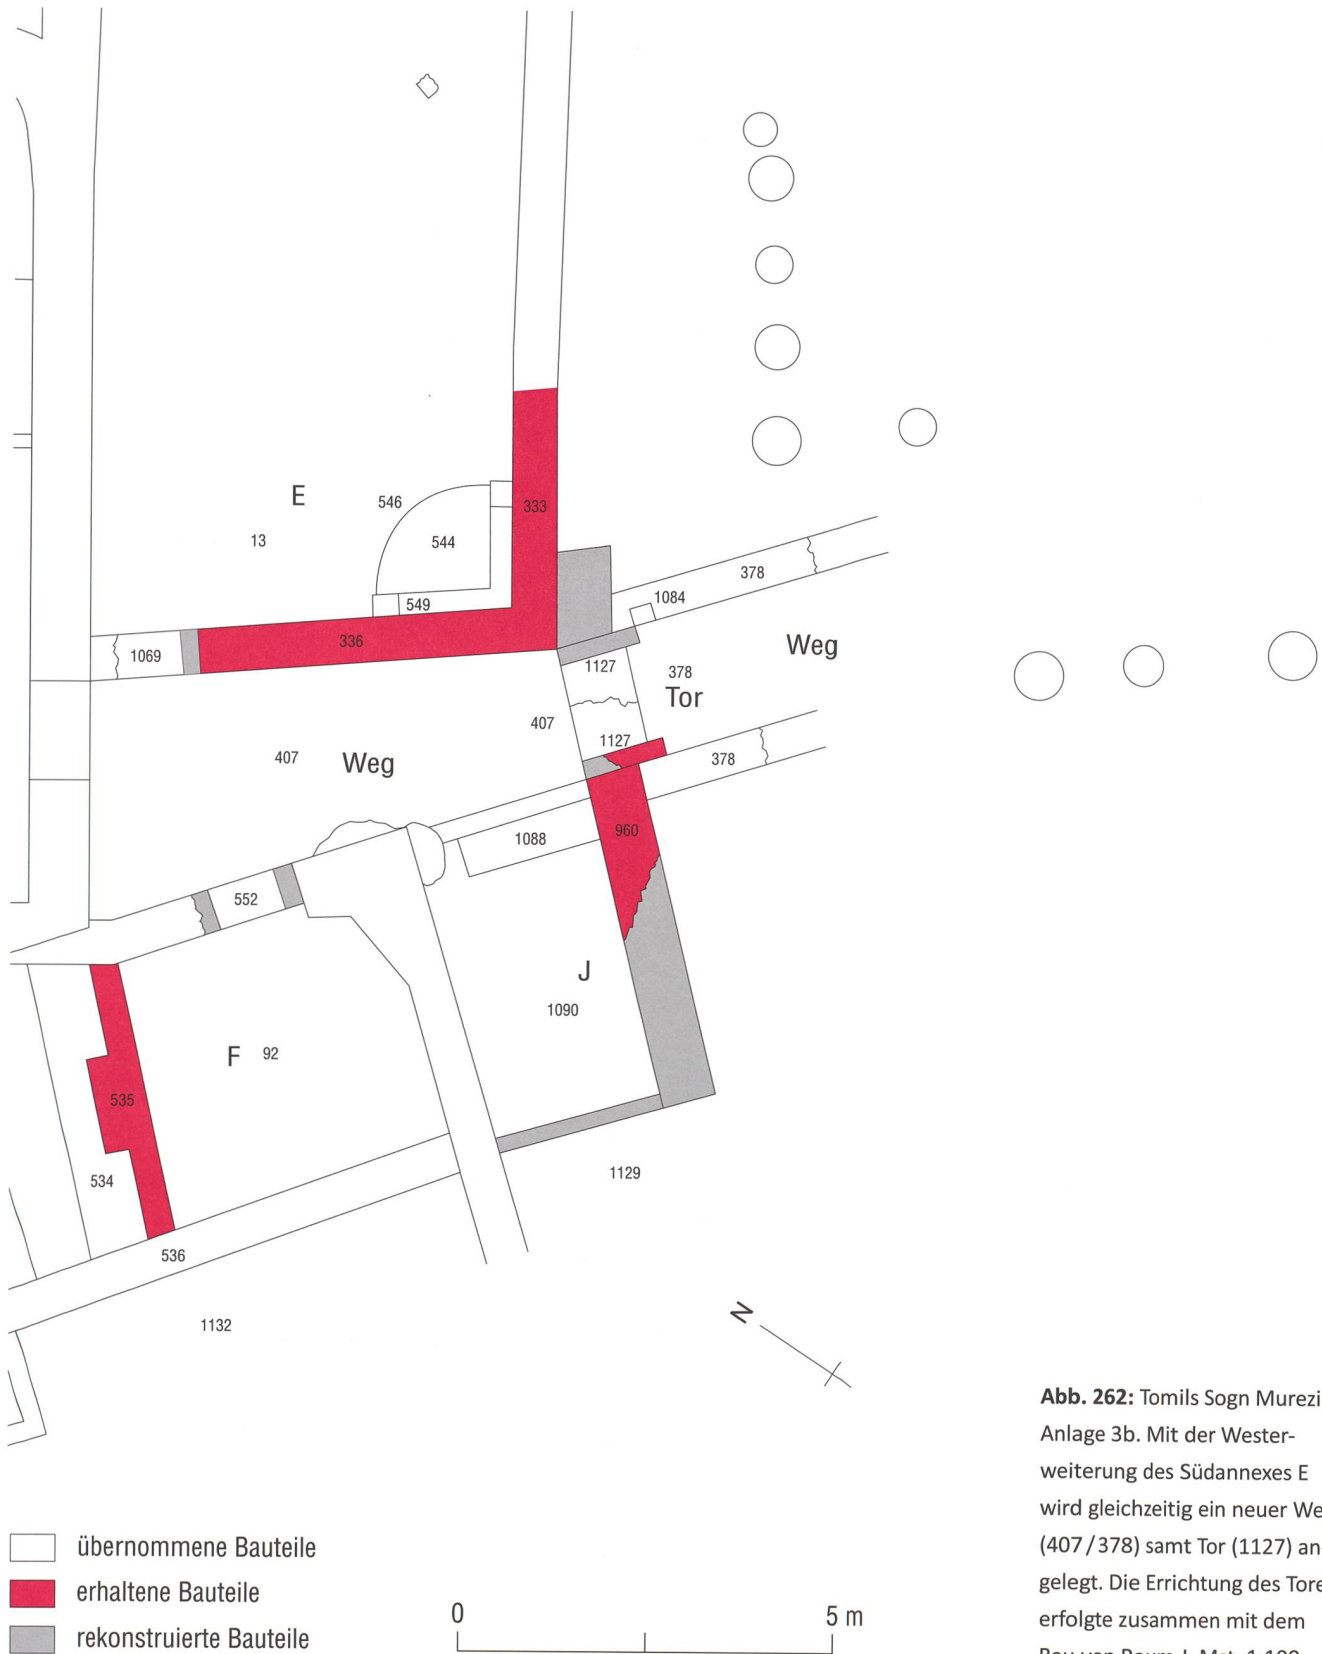 E
546
333
13
544
378
1084
549
336
1069
Weg
1127
378
Tor
407
1127
407
Weg
378
960
1088
552
J
1090
F 92
535
534
1129
536
1132
N
Abb. 262: Tomils Sogn Murezi
Anlage 3b. Mit der Wester-
weiterung des Südannexes E
wird gleichzeitig ein neuer We
(407/378) samt Tor (1127) an-
gelegt. Die Errichtung des Tore
erfolgte zusammen mit dem
übernommene Bauteile
erhaltene Bauteile
rekonstruierte Bauteile
0 5 m